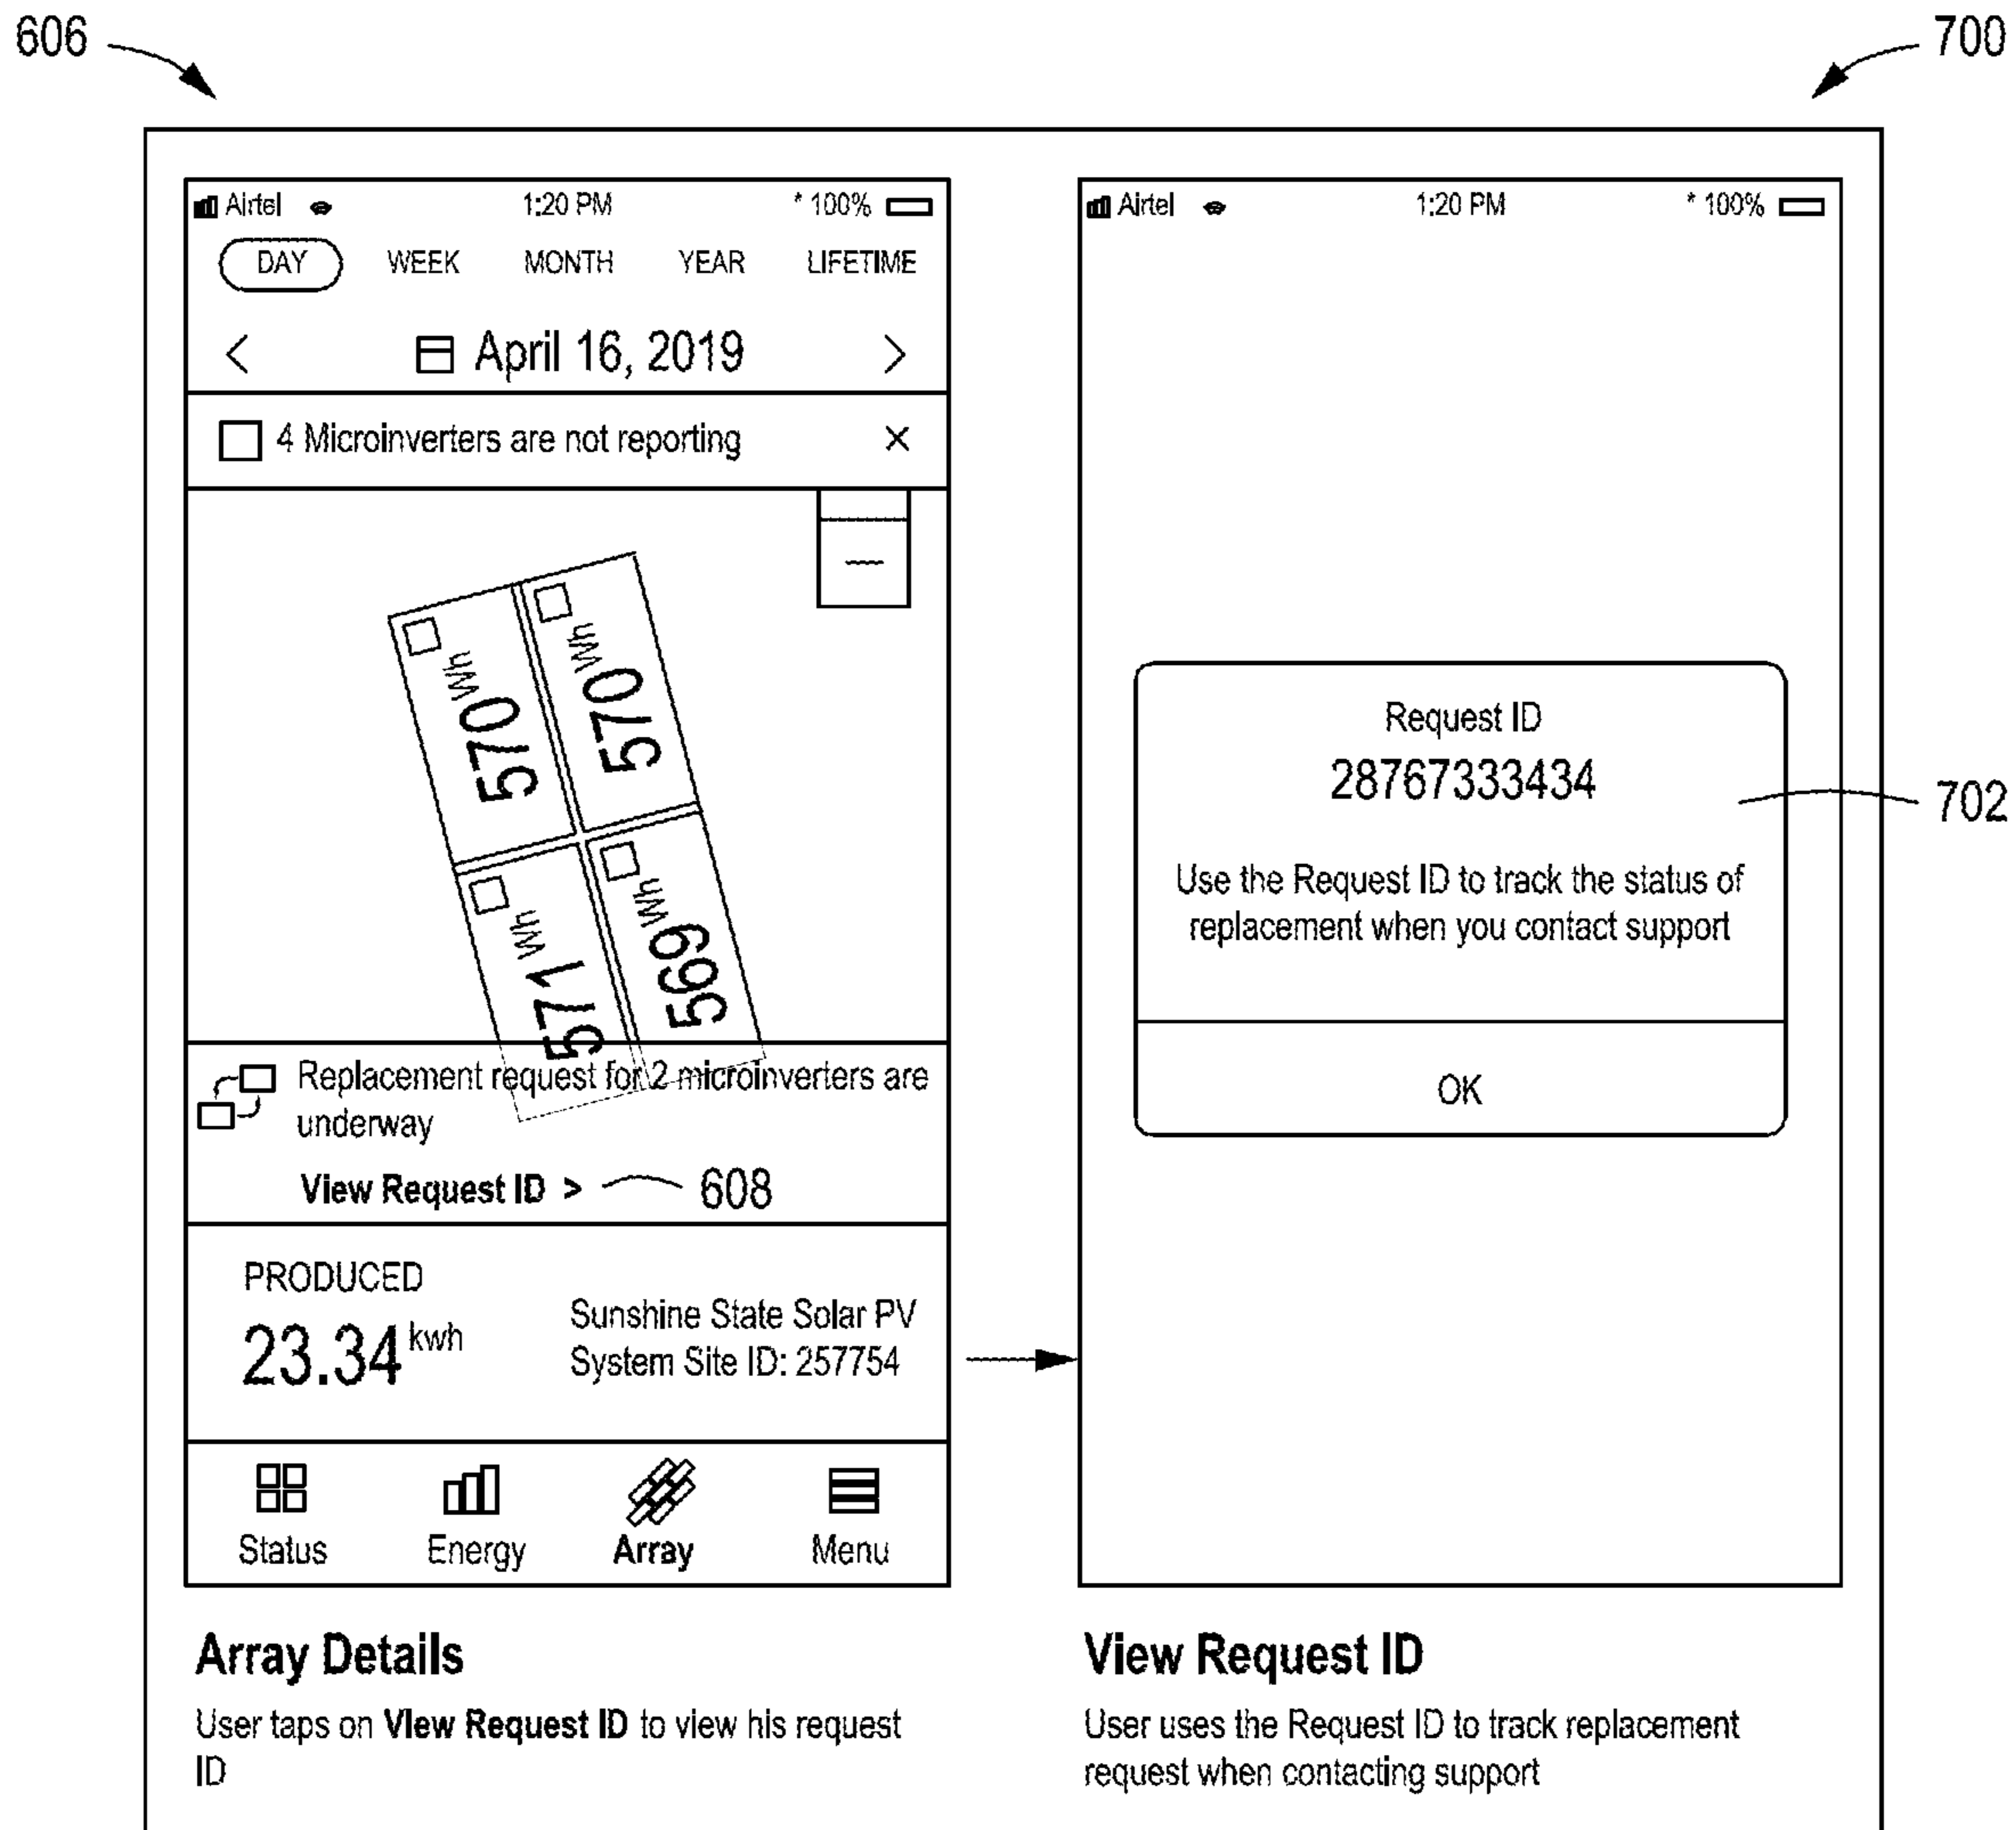 606
700
Airtel 1:20 PM * 100%
DAY WEEK MONTH YEAR LIFETIME
< April 16, 2019 >
4 Microinverters are not reporting ×
570 Wh
570 Wh
571 Wh
569 Wh
Replacement request for 2 microinverters are
underway
View Request ID > 608
PRODUCED
23.34 kwh
Sunshine State Solar PV
System Site ID: 257754
Status Energy Array Menu
Array Details
User taps on VIew Request ID to view his request
ID
Airtel 1:20 PM * 100%
Request ID
28767333434
702
Use the Request ID to track the status of
replacement when you contact support
OK
View Request ID
User uses the Request ID to track replacement
request when contacting support